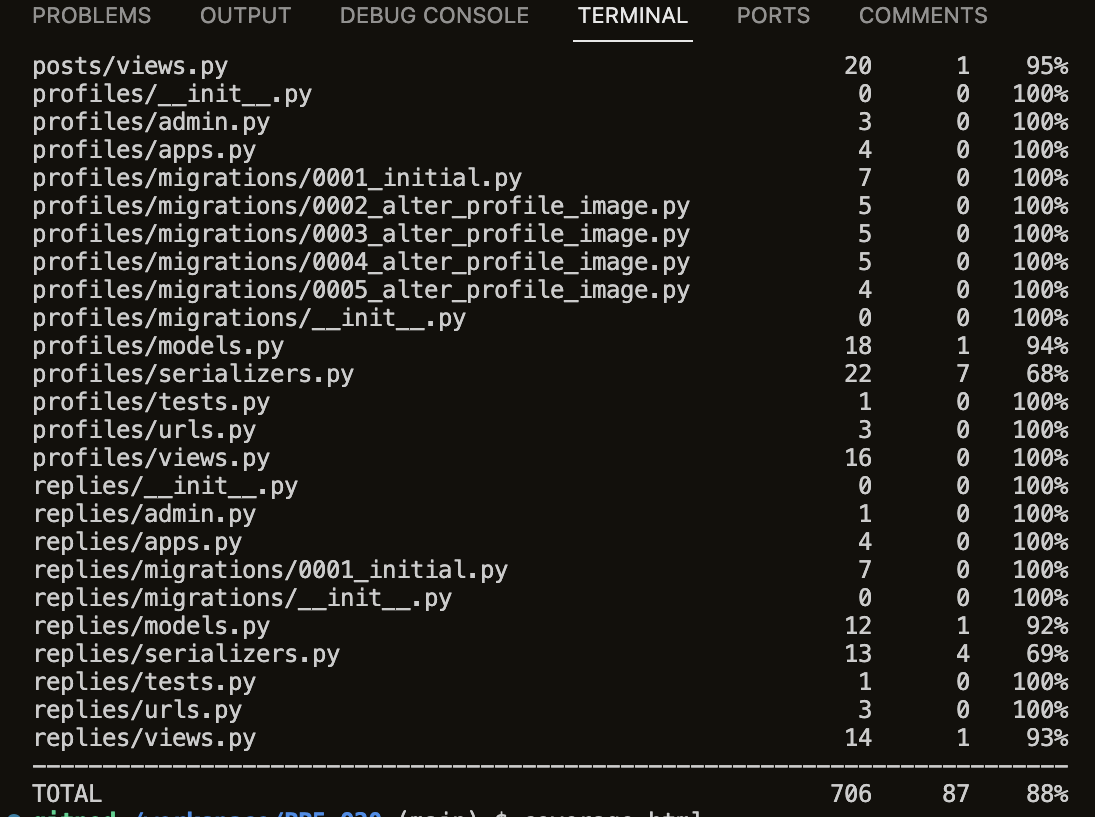 PROBLEMS OUTPUT DEBUG CONSOLE TERMINAL PORTS COMMENTS
posts/views.py 20 1 95%
profiles/__init__.py 0 0 100%
profiles/admin.py 3 0 100%
profiles/apps.py 4 0 100%
profiles/migrations/0001_initial.py 7 0 100%
profiles/migrations/0002_alter_profile_image.py 5 0 100%
profiles/migrations/0003_alter_profile_image.py 5 0 100%
profiles/migrations/0004_alter_profile_image.py 5 0 100%
profiles/migrations/0005_alter_profile_image.py 4 0 100%
profiles/migrations/__init__.py 0 0 100%
profiles/models.py 18 1 94%
profiles/serializers.py 22 7 68%
profiles/tests.py 1 0 100%
profiles/urls.py 3 0 100%
profiles/views.py 16 0 100%
replies/__init__.py 0 0 100%
replies/admin.py 1 0 100%
replies/apps.py 4 0 100%
replies/migrations/0001_initial.py 7 0 100%
replies/migrations/__init__.py 0 0 100%
replies/models.py 12 1 92%
replies/serializers.py 13 4 69%
replies/tests.py 1 0 100%
replies/urls.py 3 0 100%
replies/views.py 14 1 93%
TOTAL 706 87 88%
(main) $ coverage html